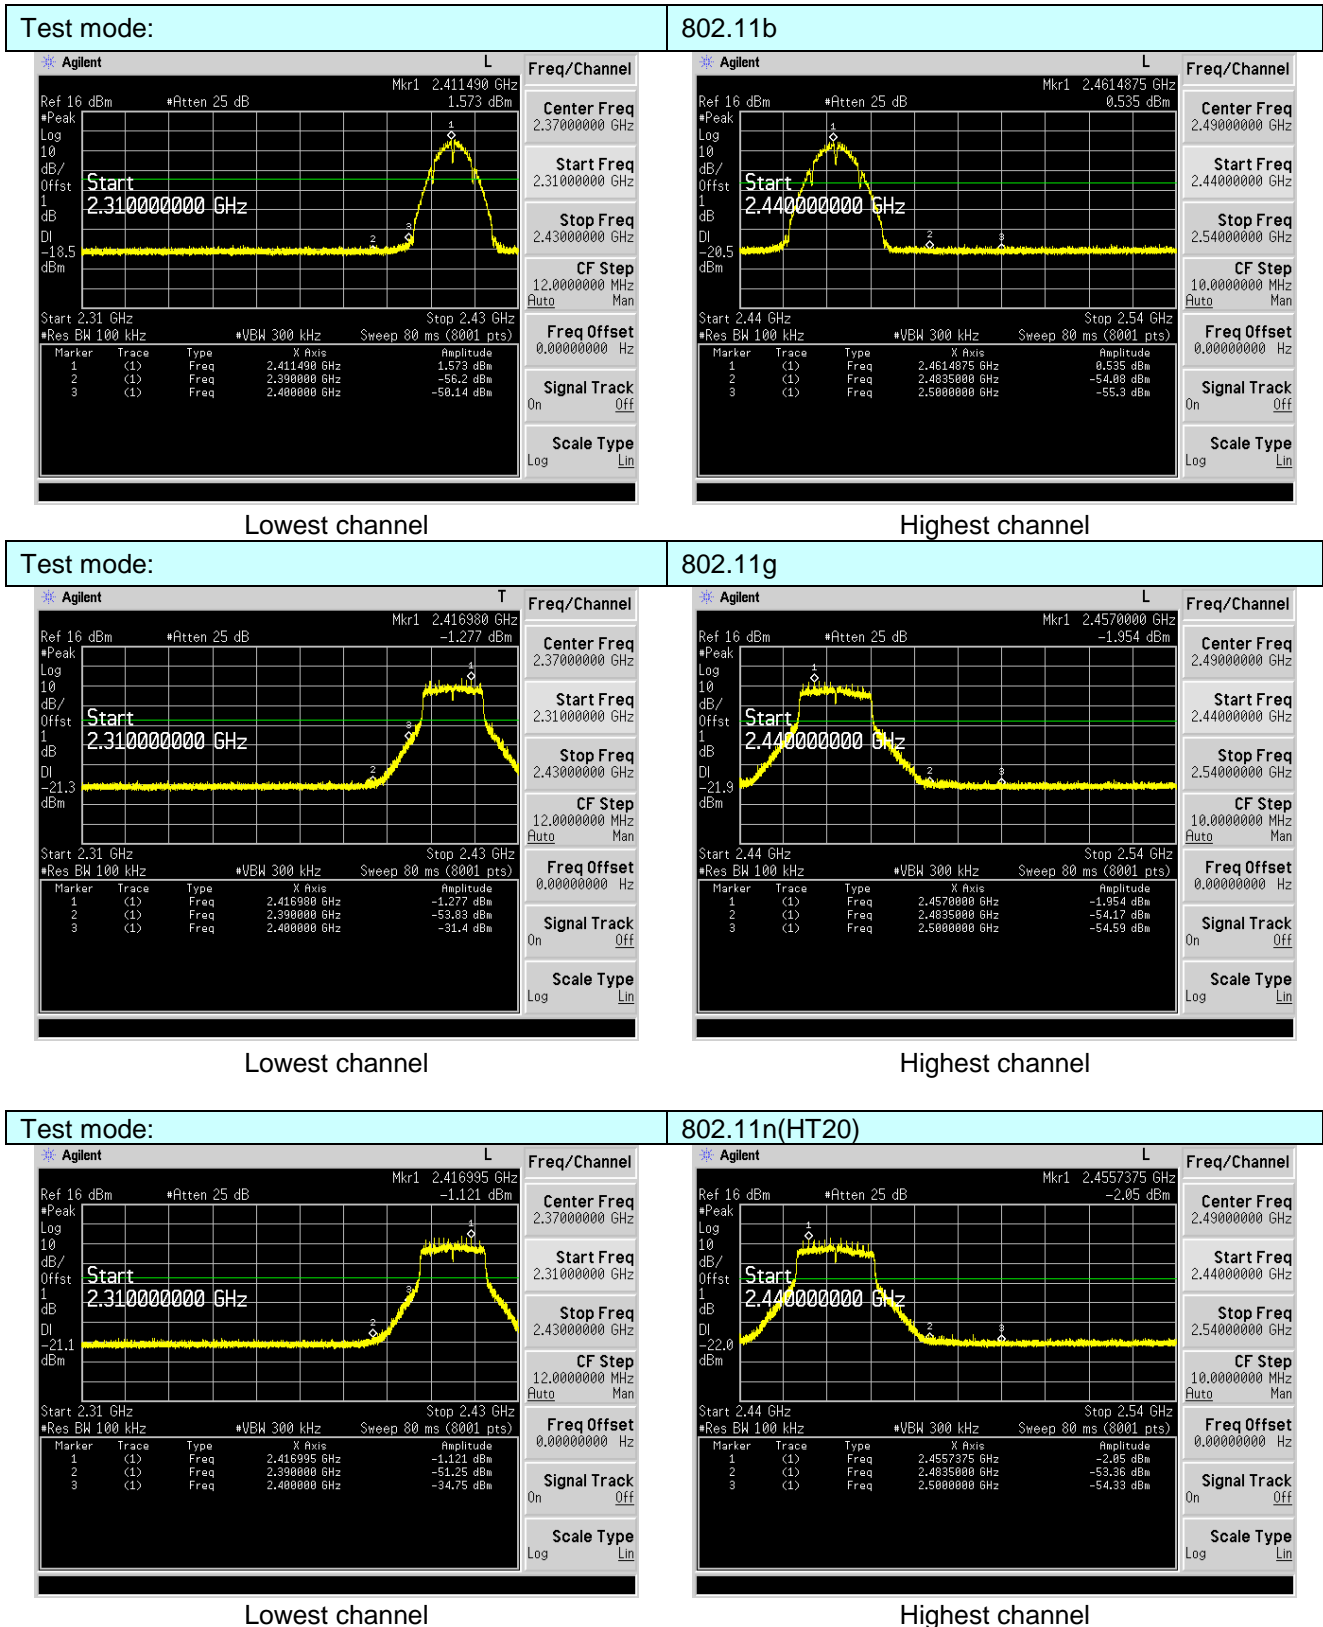 Test mode: 802.11b
Agilent L
Freq/Channel
Mkr1 2.411490 GHz
Ref 16 dBm #Atten 25 dB 1.573 dBm
#Peak
Log
10
dB/
Offst
1
dB
DI
-18.5
dBm
1
2
3
Start
2.310000000 GHz
Start 2.31 GHz Stop 2.43 GHz
#Res BW 100 kHz #VBW 300 kHz Sweep 80 ms (8001 pts)
Marker Trace Type X Axis Amplitude
1 (1) Freq 2.411490 GHz 1.573 dBm
2 (1) Freq 2.390000 GHz -56.2 dBm
3 (1) Freq 2.400000 GHz -50.14 dBm
Center Freq
2.37000000 GHz
Start Freq
2.31000000 GHz
Stop Freq
2.43000000 GHz
CF Step
12.0000000 MHz
Auto Man
Freq Offset
0.00000000 Hz
Signal Track
On Off
Scale Type
Log Lin
Lowest channel
Agilent L
Freq/Channel
Mkr1 2.4614875 GHz
Ref 16 dBm #Atten 25 dB 0.535 dBm
#Peak
Log
10
dB/
Offst
1
dB
DI
-20.5
dBm
1
2
3
Start
2.440000000 GHz
Start 2.44 GHz Stop 2.54 GHz
#Res BW 100 kHz #VBW 300 kHz Sweep 80 ms (8001 pts)
Marker Trace Type X Axis Amplitude
1 (1) Freq 2.4614875 GHz 0.535 dBm
2 (1) Freq 2.4835000 GHz -54.08 dBm
3 (1) Freq 2.5000000 GHz -55.3 dBm
Center Freq
2.49000000 GHz
Start Freq
2.44000000 GHz
Stop Freq
2.54000000 GHz
CF Step
10.0000000 MHz
Auto Man
Freq Offset
0.00000000 Hz
Signal Track
On Off
Scale Type
Log Lin
Highest channel
Test mode: 802.11g
Agilent T
Freq/Channel
Mkr1 2.416980 GHz
Ref 16 dBm #Atten 25 dB -1.277 dBm
#Peak
Log
10
dB/
Offst
1
dB
DI
-21.3
dBm
1
2
3
Start
2.310000000 GHz
Start 2.31 GHz Stop 2.43 GHz
#Res BW 100 kHz #VBW 300 kHz Sweep 80 ms (8001 pts)
Marker Trace Type X Axis Amplitude
1 (1) Freq 2.416980 GHz -1.277 dBm
2 (1) Freq 2.390000 GHz -53.83 dBm
3 (1) Freq 2.400000 GHz -31.4 dBm
Center Freq
2.37000000 GHz
Start Freq
2.31000000 GHz
Stop Freq
2.43000000 GHz
CF Step
12.0000000 MHz
Auto Man
Freq Offset
0.00000000 Hz
Signal Track
On Off
Scale Type
Log Lin
Lowest channel
Agilent L
Freq/Channel
Mkr1 2.4570000 GHz
Ref 16 dBm #Atten 25 dB -1.954 dBm
#Peak
Log
10
dB/
Offst
1
dB
DI
-21.9
dBm
1
2
3
Start
2.440000000 GHz
Start 2.44 GHz Stop 2.54 GHz
#Res BW 100 kHz #VBW 300 kHz Sweep 80 ms (8001 pts)
Marker Trace Type X Axis Amplitude
1 (1) Freq 2.4570000 GHz -1.954 dBm
2 (1) Freq 2.4835000 GHz -54.17 dBm
3 (1) Freq 2.5000000 GHz -54.59 dBm
Center Freq
2.49000000 GHz
Start Freq
2.44000000 GHz
Stop Freq
2.54000000 GHz
CF Step
10.0000000 MHz
Auto Man
Freq Offset
0.00000000 Hz
Signal Track
On Off
Scale Type
Log Lin
Highest channel
Test mode: 802.11n(HT20)
Agilent L
Freq/Channel
Mkr1 2.416995 GHz
Ref 16 dBm #Atten 25 dB -1.121 dBm
#Peak
Log
10
dB/
Offst
1
dB
DI
-21.1
dBm
1
2
3
Start
2.310000000 GHz
Start 2.31 GHz Stop 2.43 GHz
#Res BW 100 kHz #VBW 300 kHz Sweep 80 ms (8001 pts)
Marker Trace Type X Axis Amplitude
1 (1) Freq 2.416995 GHz -1.121 dBm
2 (1) Freq 2.390000 GHz -51.25 dBm
3 (1) Freq 2.400000 GHz -34.75 dBm
Center Freq
2.37000000 GHz
Start Freq
2.31000000 GHz
Stop Freq
2.43000000 GHz
CF Step
12.0000000 MHz
Auto Man
Freq Offset
0.00000000 Hz
Signal Track
On Off
Scale Type
Log Lin
Lowest channel
Agilent L
Freq/Channel
Mkr1 2.4557375 GHz
Ref 16 dBm #Atten 25 dB -2.05 dBm
#Peak
Log
10
dB/
Offst
1
dB
DI
-22.0
dBm
1
2
3
Start
2.440000000 GHz
Start 2.44 GHz Stop 2.54 GHz
#Res BW 100 kHz #VBW 300 kHz Sweep 80 ms (8001 pts)
Marker Trace Type X Axis Amplitude
1 (1) Freq 2.4557375 GHz -2.05 dBm
2 (1) Freq 2.4835000 GHz -53.36 dBm
3 (1) Freq 2.5000000 GHz -54.33 dBm
Center Freq
2.49000000 GHz
Start Freq
2.44000000 GHz
Stop Freq
2.54000000 GHz
CF Step
10.0000000 MHz
Auto Man
Freq Offset
0.00000000 Hz
Signal Track
On Off
Scale Type
Log Lin
Highest channel